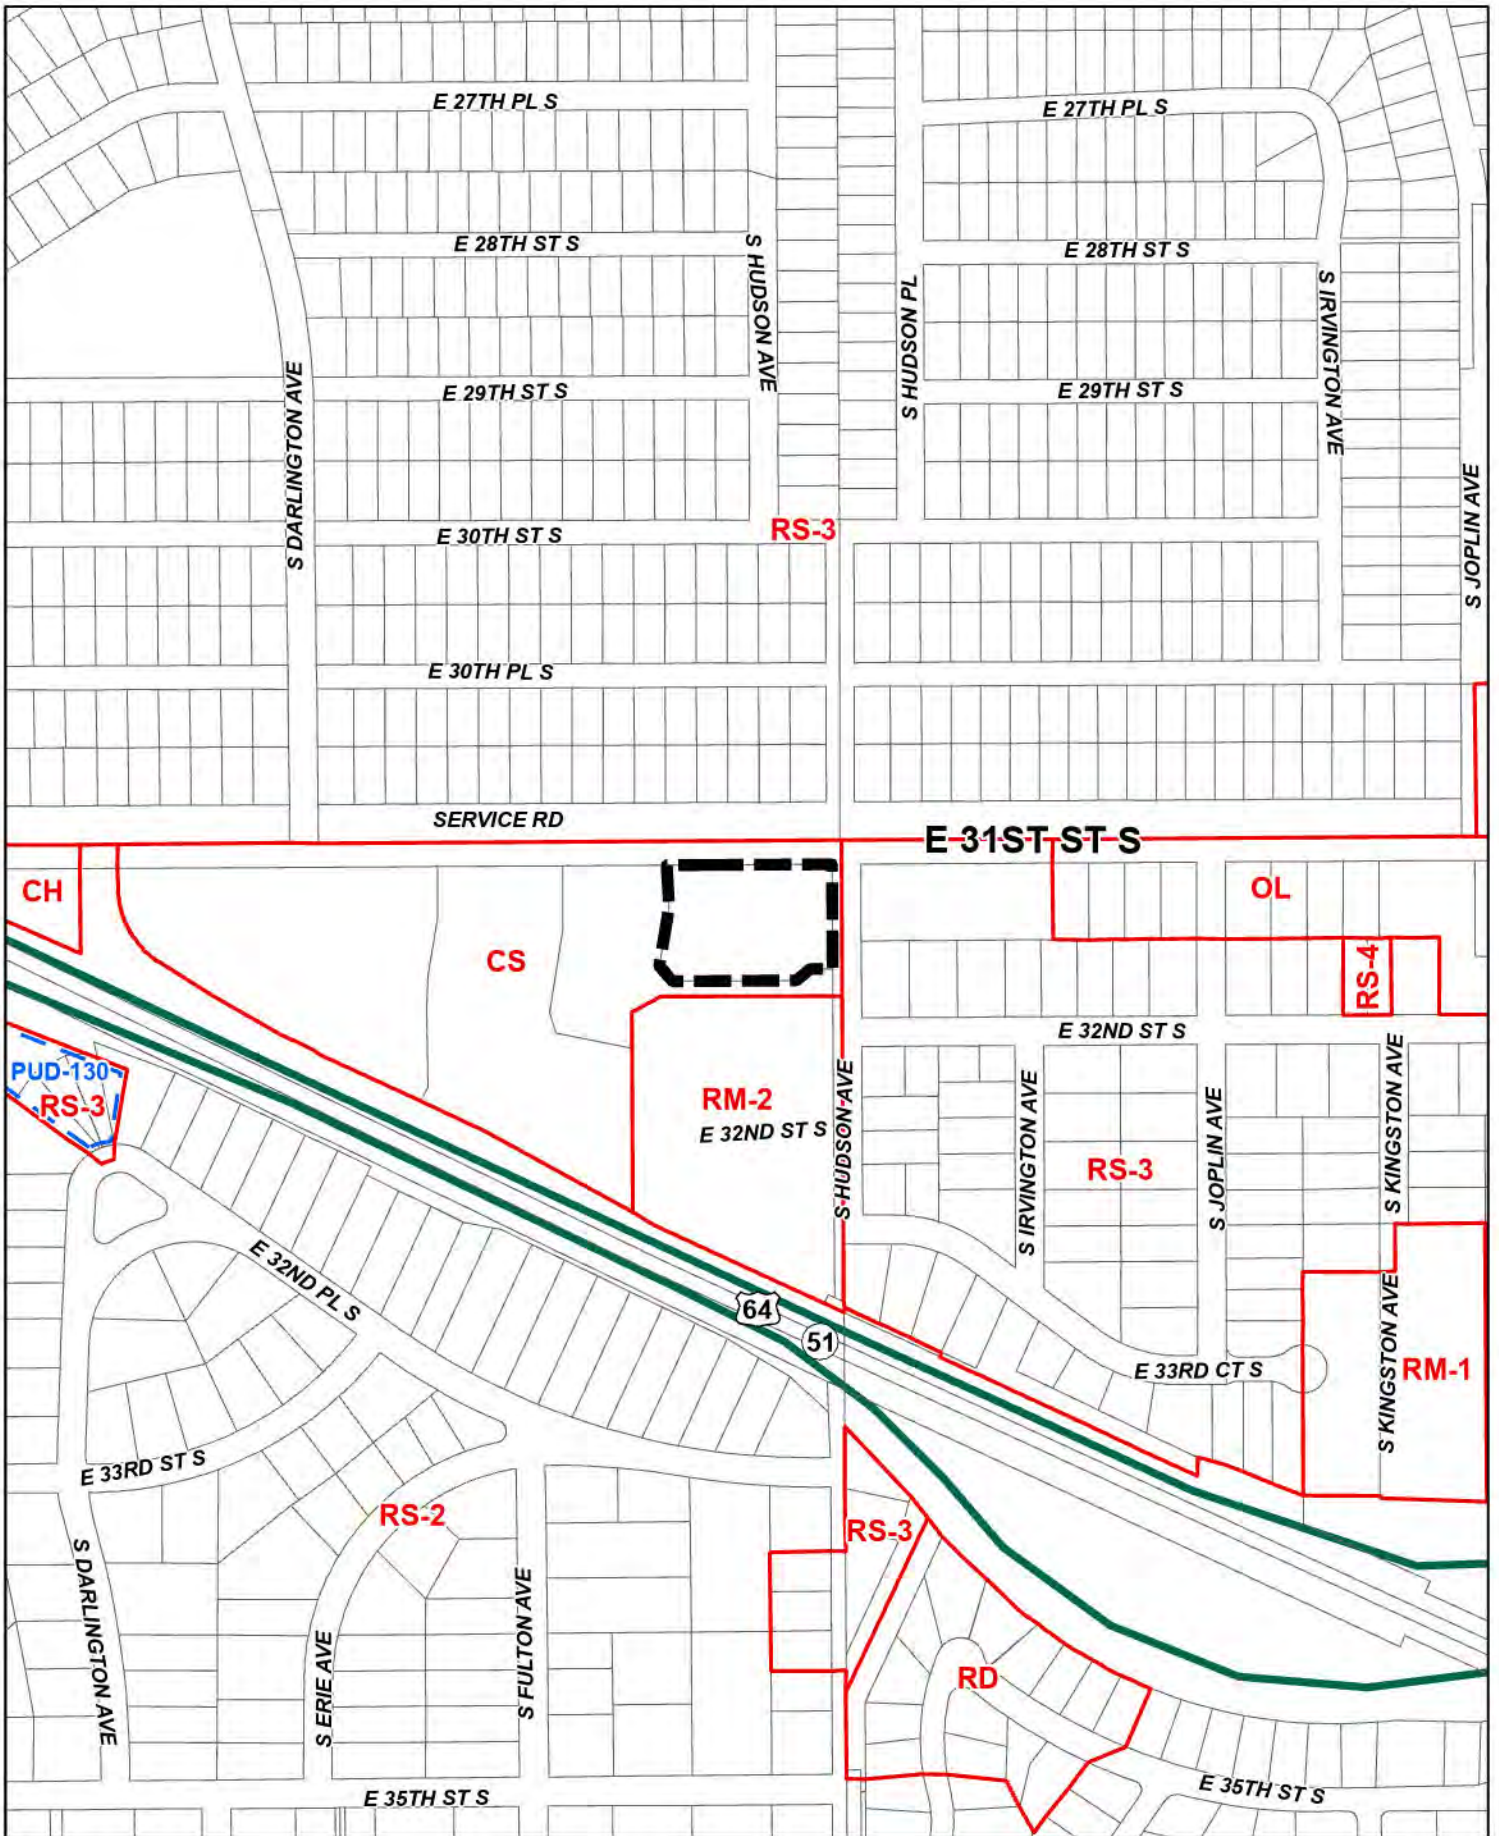 E 27TH PL S
E 27TH PL S
E 28TH ST S
E 28TH ST S
S HUDSON AVE
S HUDSON PL
S IRVINGTON AVE
E 29TH ST S
E 29TH ST S
S DARLINGTON AVE
S JOPLIN AVE
E 30TH ST S
RS-3
E 30TH PL S
SERVICE RD
E 31ST ST S
CH
OL
CS
RS-4
E 32ND ST S
PUD-130
RS-3
RM-2
E 32ND ST S
S HUDSON AVE
S IRVINGTON AVE
RS-3
S JOPLIN AVE
S KINGSTON AVE
E 32ND PL S
64
51
E 33RD CT S
S KINGSTON AVE
RM-1
E 33RD ST S
RS-2
RS-3
S DARLINGTON AVE
S ERIE AVE
S FULTON AVE
RD
E 35TH ST S
E 35TH ST S